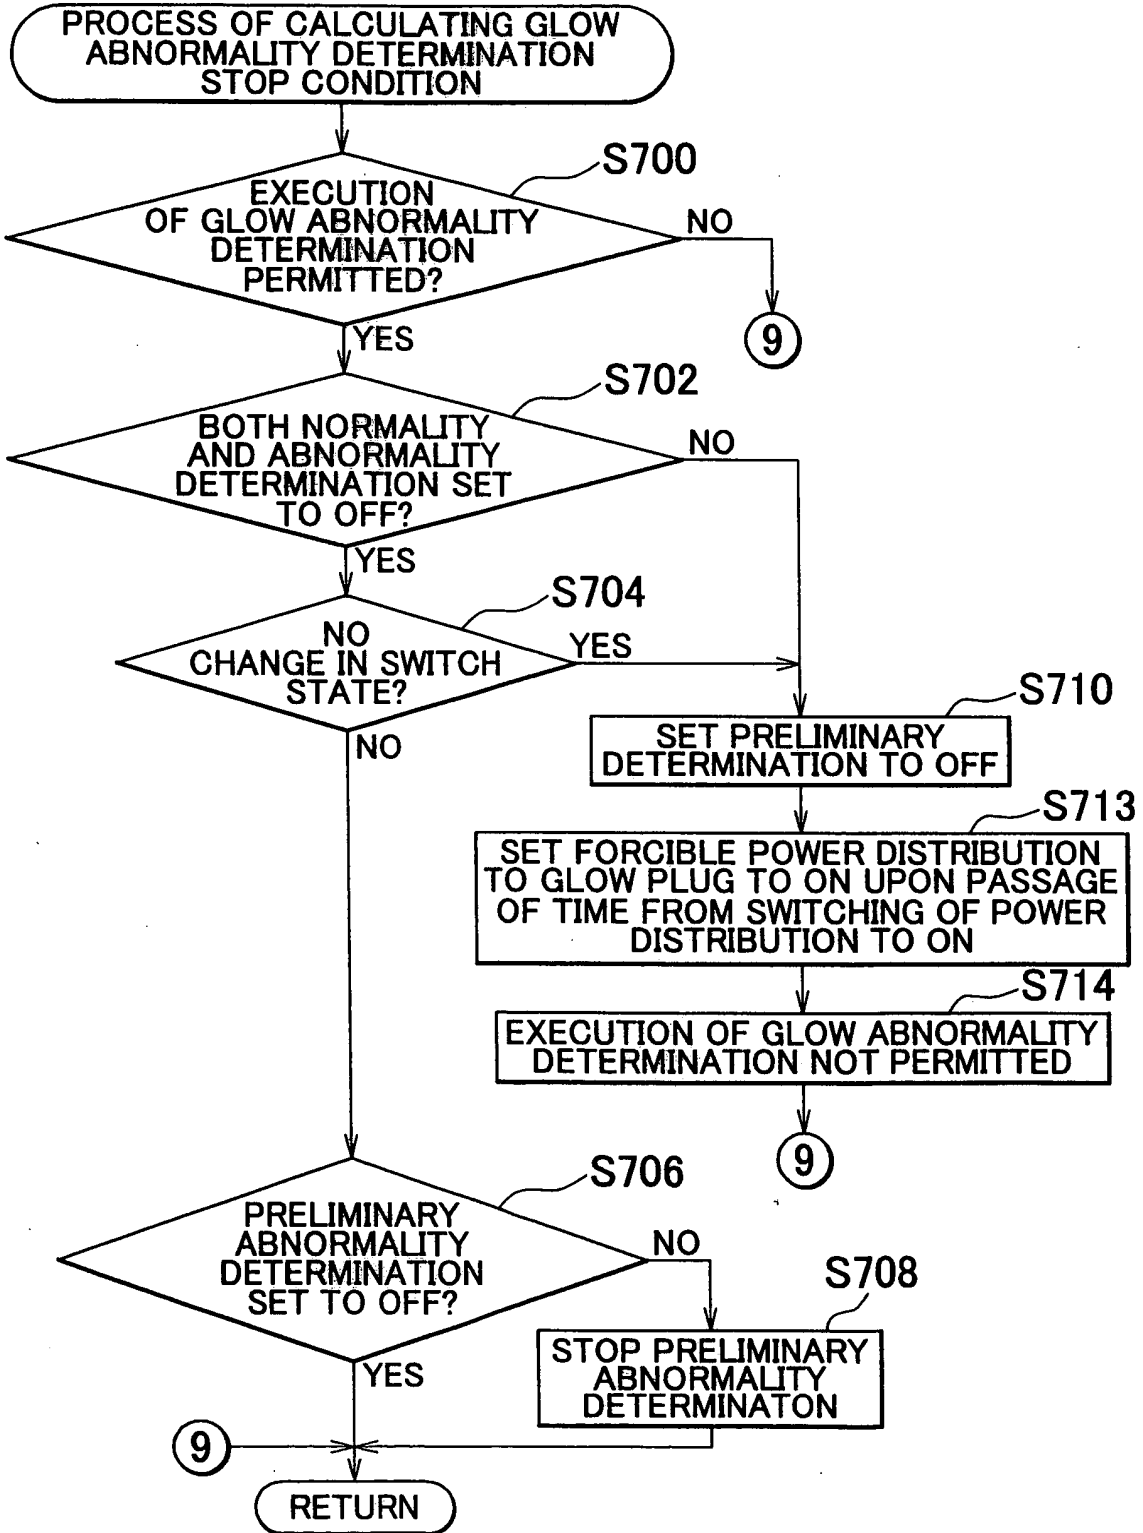 PROCESS OF CALCULATING GLOW
ABNORMALITY DETERMINATION
STOP CONDITION
S700
EXECUTION
OF GLOW ABNORMALITY
DETERMINATION
PERMITTED?
NO
9
YES
S702
BOTH NORMALITY
AND ABNORMALITY
DETERMINATION SET
TO OFF?
NO
YES
S704
NO
CHANGE IN SWITCH
STATE?
YES
NO
S710
SET PRELIMINARY
DETERMINATION TO OFF
S713
SET FORCIBLE POWER DISTRIBUTION
TO GLOW PLUG TO ON UPON PASSAGE
OF TIME FROM SWITCHING OF POWER
DISTRIBUTION TO ON
S714
EXECUTION OF GLOW ABNORMALITY
DETERMINATION NOT PERMITTED
9
S706
PRELIMINARY
ABNORMALITY
DETERMINATION
SET TO OFF?
NO
S708
STOP PRELIMINARY
ABNORMALITY
DETERMINATON
YES
9
RETURN